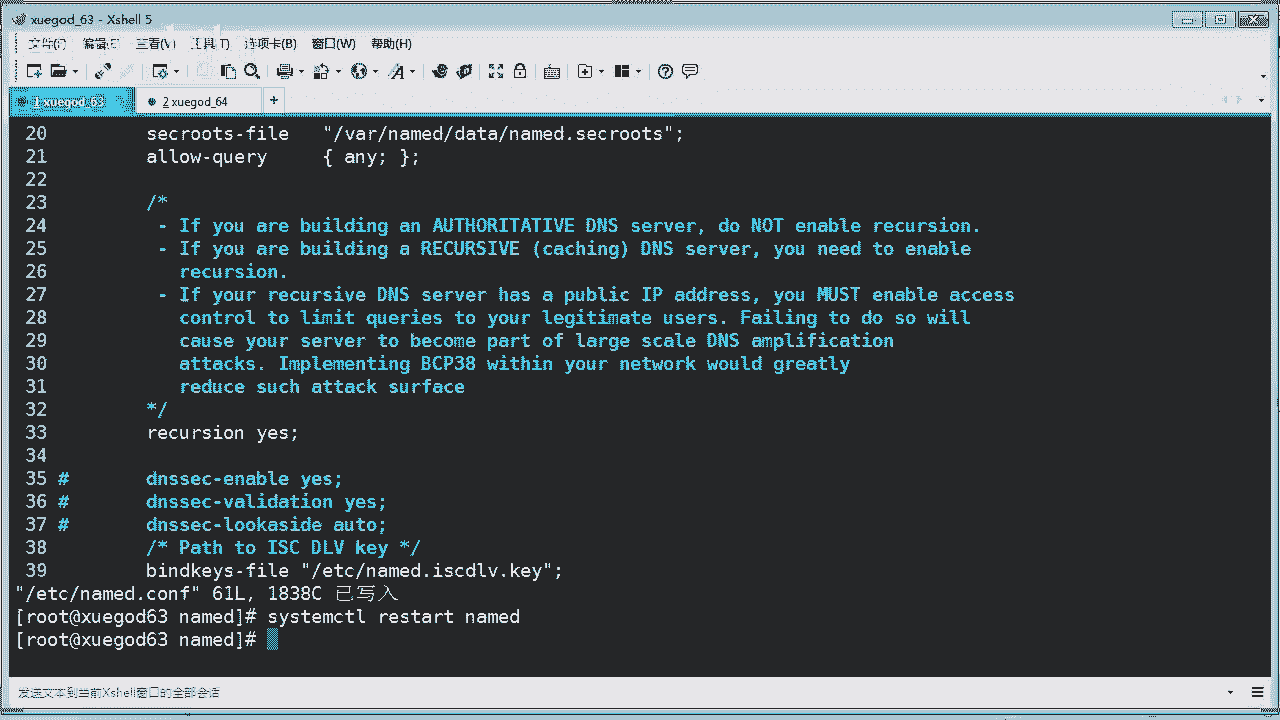 xuegod_63 - Xshell 5
文件(F) 编辑(E) 查看(V) 工具(T) 选项卡(B) 窗口(W) 帮助(H)
1 xuegod_63 2 xuegod_64 +
20 secroots-file "/var/named/data/named.secroots";
21 allow-query { any; };
22
23 /*
24 - If you are building an AUTHORITATIVE DNS server, do NOT enable recursion.
25 - If you are building a RECURSIVE (caching) DNS server, you need to enable
26 recursion.
27 - If your recursive DNS server has a public IP address, you MUST enable access
28 control to limit queries to your legitimate users. Failing to do so will
29 cause your server to become part of large scale DNS amplification
30 attacks. Implementing BCP38 within your network would greatly
31 reduce such attack surface
32 */
33 recursion yes;
34
35 # dnssec-enable yes;
36 # dnssec-validation yes;
37 # dnssec-lookaside auto;
38 /* Path to ISC DLV key */
39 bindkeys-file "/etc/named.iscdlv.key";
"/etc/named.conf" 61L, 1838C 已写入
[root@xuegod63 named]# systemctl restart named
[root@xuegod63 named]#
发送文本到当前Xshell窗口的全部会话